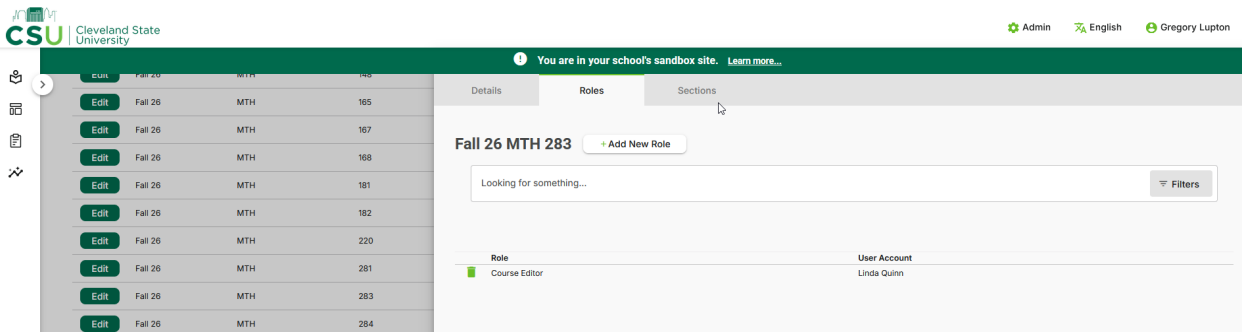 CSU Cleveland State University
Admin English Gregory Lupton
! You are in your school's sandbox site. Learn more...
Edit Fall 26 MTH 148
Edit Fall 26 MTH 165
Edit Fall 26 MTH 167
Edit Fall 26 MTH 168
Edit Fall 26 MTH 181
Edit Fall 26 MTH 182
Edit Fall 26 MTH 220
Edit Fall 26 MTH 281
Edit Fall 26 MTH 283
Edit Fall 26 MTH 284
Details Roles Sections
Fall 26 MTH 283 + Add New Role
Looking for something... Filters
Role User Account
Course Editor Linda Quinn